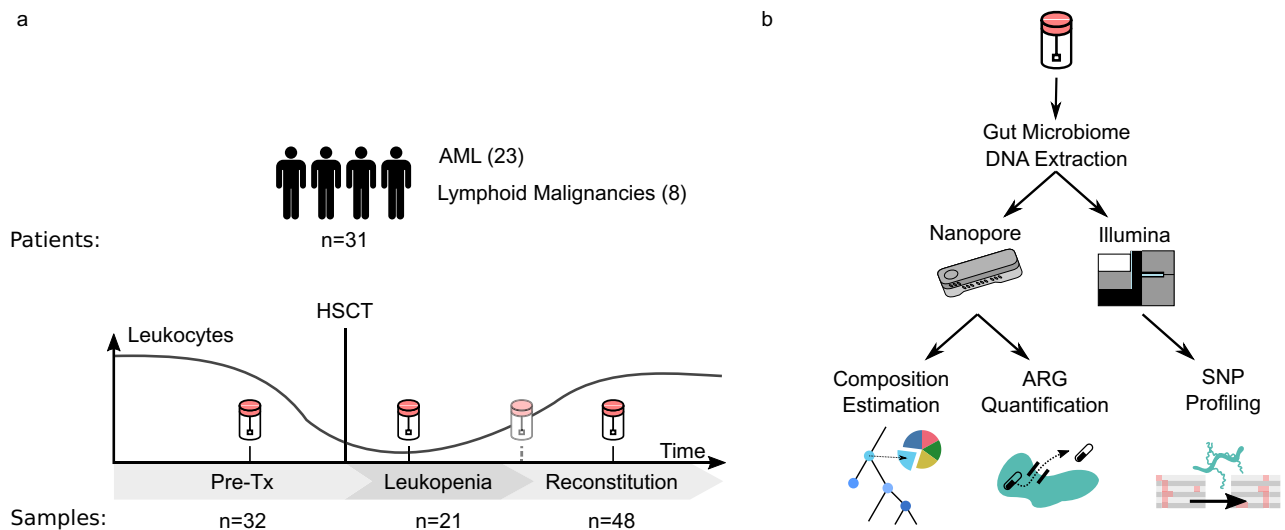 a
AML (23)
Lymphoid Malignancies (8)
Patients:
n=31
HSCT
Leukocytes
Time
Pre-Tx
Leukopenia
Reconstitution
Samples:
n=32
n=21
n=48
b
Gut Microbiome
DNA Extraction
Nanopore
Illumina
Composition
Estimation
ARG
Quantification
SNP
Profiling